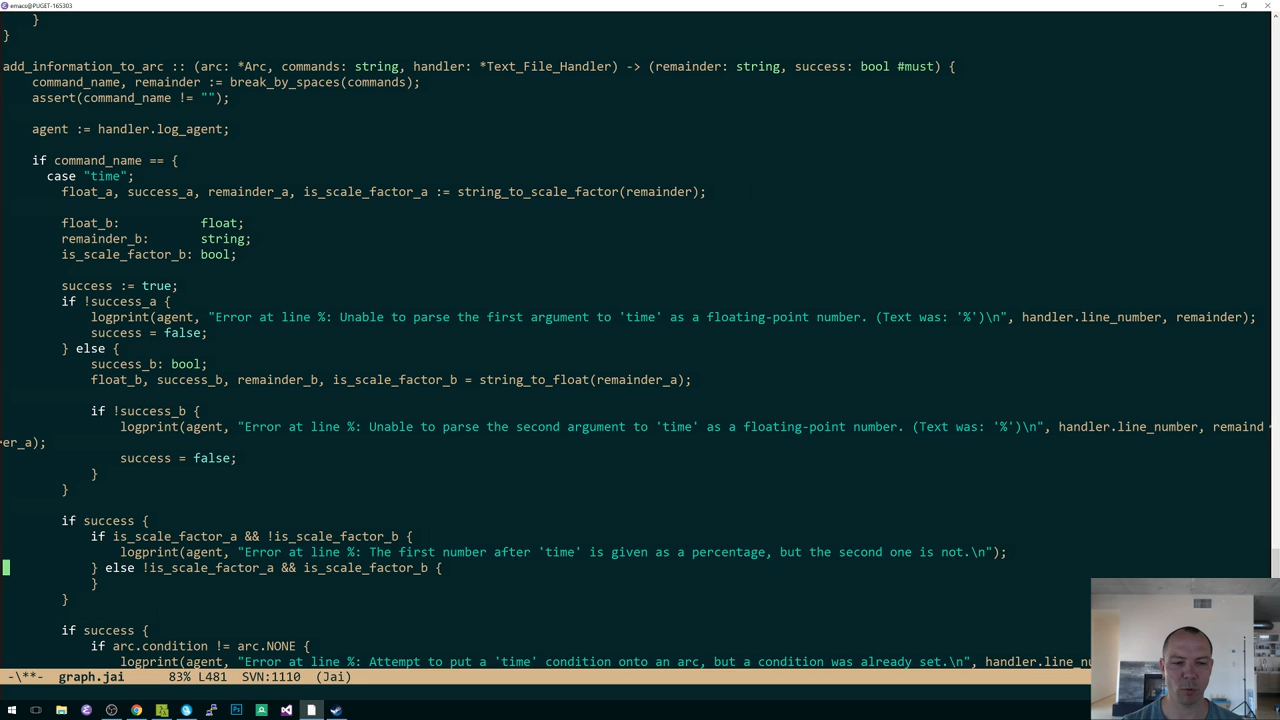 emacs@PUGET-165303
    }
}
add_information_to_arc :: (arc: *Arc, commands: string, handler: *Text_File_Handler) -> (remainder: string, success: bool #must) {
    command_name, remainder := break_by_spaces(commands);
    assert(command_name != "");
    agent := handler.log_agent;
    if command_name == {
      case "time";
        float_a, success_a, remainder_a, is_scale_factor_a := string_to_scale_factor(remainder);
        float_b:           float;
        remainder_b:       string;
        is_scale_factor_b: bool;
        success := true;
        if !success_a {
            logprint(agent, "Error at line %: Unable to parse the first argument to 'time' as a floating-point number. (Text was: '%')\n", handler.line_number, remainder);
            success = false;
        } else {
            success_b: bool;
            float_b, success_b, remainder_b, is_scale_factor_b = string_to_float(remainder_a);
            if !success_b {
                logprint(agent, "Error at line %: Unable to parse the second argument to 'time' as a floating-point number. (Text was: '%')\n", handler.line_number, remaind
er_a);
                success = false;
            }
        }
        if success {
            if is_scale_factor_a && !is_scale_factor_b {
                logprint(agent, "Error at line %: The first number after 'time' is given as a percentage, but the second one is not.\n");
            } else !is_scale_factor_a && is_scale_factor_b {
            }
        }
        if success {
            if arc.condition != arc.NONE {
                logprint(agent, "Error at line %: Attempt to put a 'time' condition onto an arc, but a condition was already set.\n", handler.line_nu
-\**-  graph.jai      83% L481  SVN:1110  (Jai)